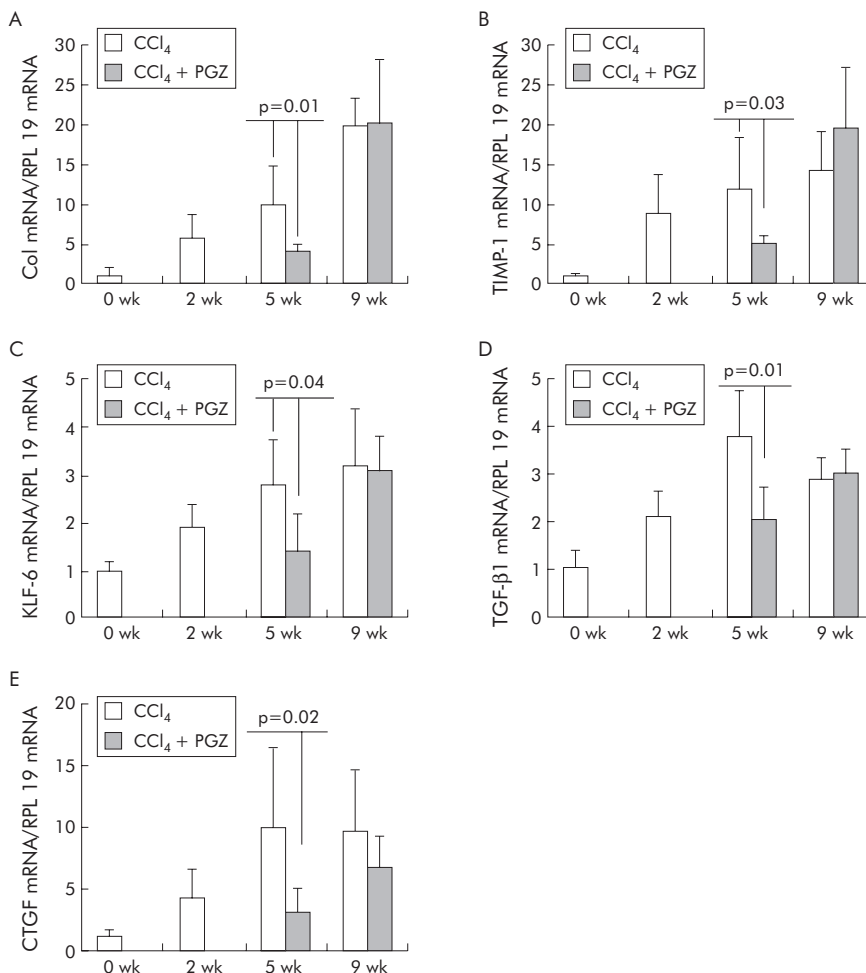 A
Col mRNA/RPL 19 mRNA
30
25
20
15
10
5
0
CCl₄
CCl₄ + PGZ
p=0.01
0 wk
2 wk
5 wk
9 wk
B
TIMP-1 mRNA/RPL 19 mRNA
30
25
20
15
10
5
0
CCl₄
CCl₄ + PGZ
p=0.03
0 wk
2 wk
5 wk
9 wk
C
KLF-6 mRNA/RPL 19 mRNA
5
4
3
2
1
0
CCl₄
CCl₄ + PGZ
p=0.04
0 wk
2 wk
5 wk
9 wk
D
TGF-β1 mRNA/RPL 19 mRNA
5
4
3
2
1
0
CCl₄
CCl₄ + PGZ
p=0.01
0 wk
2 wk
5 wk
9 wk
E
CTGF mRNA/RPL 19 mRNA
20
15
10
5
0
CCl₄
CCl₄ + PGZ
p=0.02
0 wk
2 wk
5 wk
9 wk